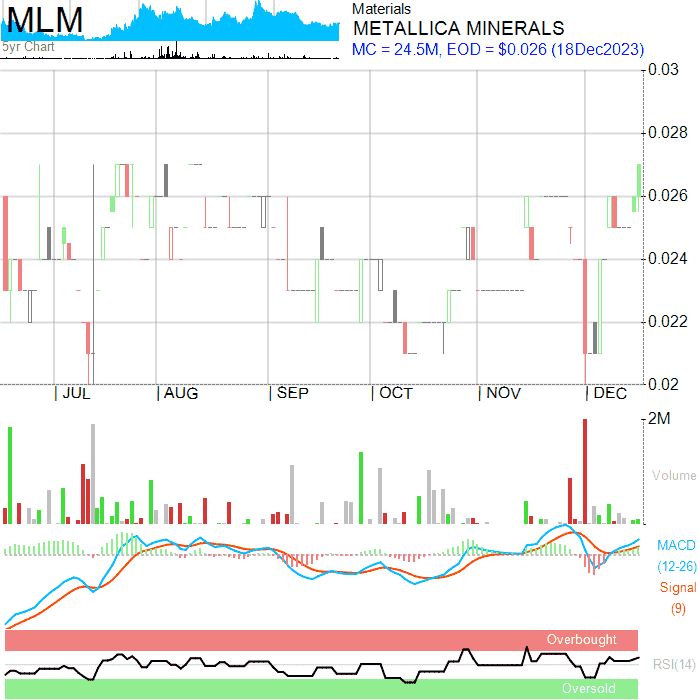 MLM
5yr Chart
Materials
METALLICA MINERALS
MC = 24.5M, EOD = $0.026 (18Dec2023)
0.03
0.028
0.026
0.024
0.022
0.02
JUL AUG SEP OCT NOV DEC
2M
Volume
MACD
(12-26)
Signal
(9)
Overbought
RSI(14)
Oversold